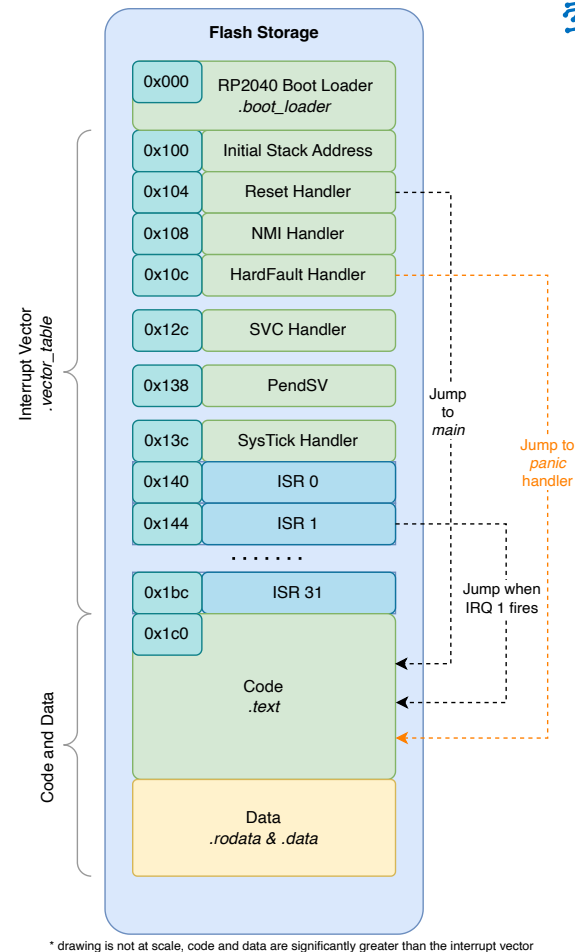 Flash Storage
0x000
RP2040 Boot Loader
.boot_loader
0x100
Initial Stack Address
0x104
Reset Handler
0x108
NMI Handler
0x10c
HardFault Handler
0x12c
SVC Handler
0x138
PendSV
0x13c
SysTick Handler
0x140
ISR 0
0x144
ISR 1
.......
0x1bc
ISR 31
0x1c0
Code
.text
Data
.rodata & .data
Interrupt Vector
.vector_table
Code and Data
Jump
to
main
Jump to
panic
handler
Jump when
IRQ 1 fires
* drawing is not at scale, code and data are significantly greater than the interrupt vector